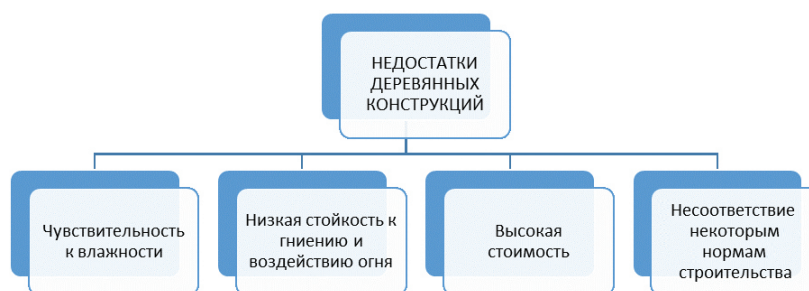 НЕДОСТАТКИ
ДЕРЕВЯННЫХ
КОНСТРУКЦИЙ
Чувствительность
к влажности
Низкая стойкость к
гниению и
воздействию огня
Высокая
стоимость
Несоответствие
некоторым
нормам
строительства